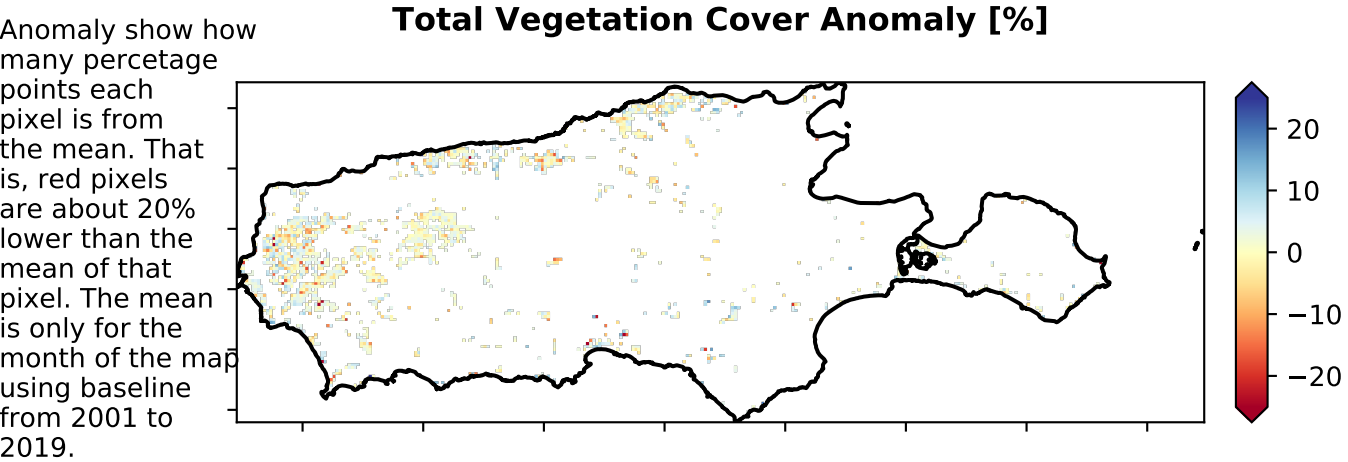 Total Vegetation Cover Anomaly [%]
Anomaly show how
many percetage
points each
pixel is from
the mean. That
is, red pixels
are about 20%
lower than the
mean of that
pixel. The mean
is only for the
month of the map
using baseline
from 2001 to
2019.
20
10
0
−10
−20